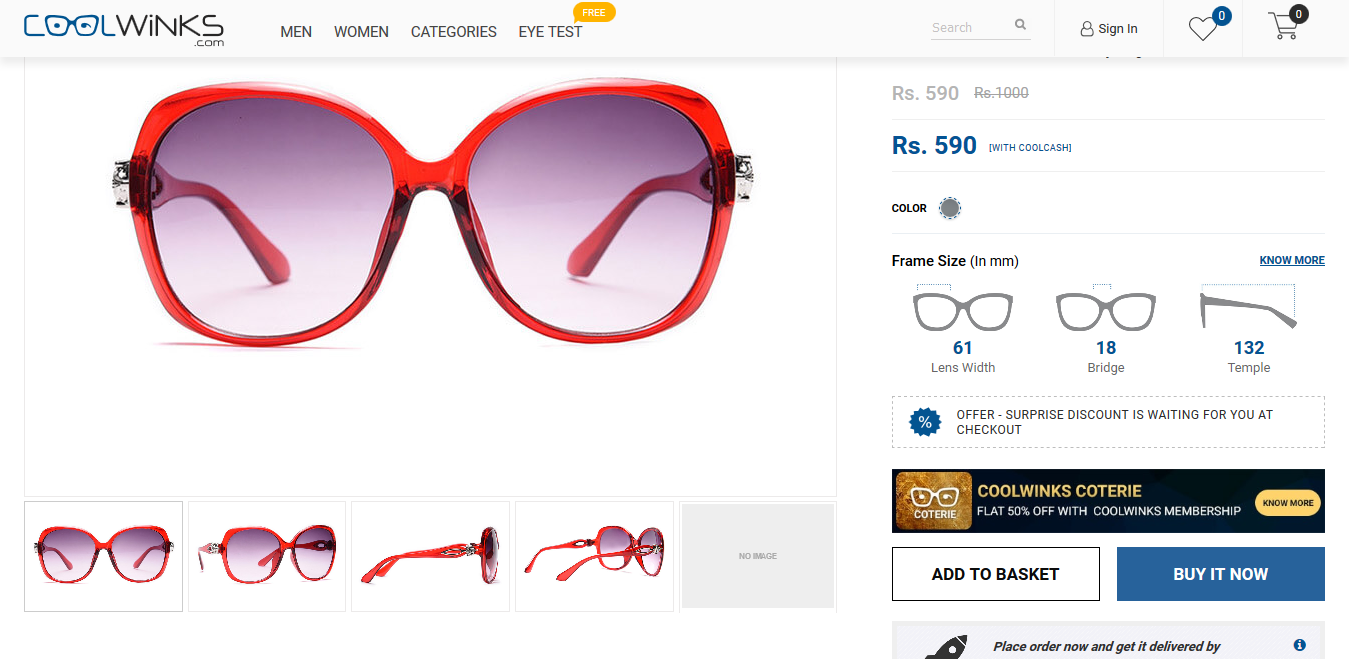 COOLWiNKS
.com
MEN WOMEN CATEGORIES EYE TEST
FREE
Search
Sign In
0
0
Rs. 590 Rs.1000
Rs. 590 [WITH COOLCASH]
COLOR
Frame Size (In mm) KNOW MORE
61 18 132
Lens Width Bridge Temple
% OFFER - SURPRISE DISCOUNT IS WAITING FOR YOU AT
CHECKOUT
COTERIE
COOLWINKS COTERIE
FLAT 50% OFF WITH COOLWINKS MEMBERSHIP
KNOW MORE
NO IMAGE
ADD TO BASKET BUY IT NOW
Place order now and get it delivered by